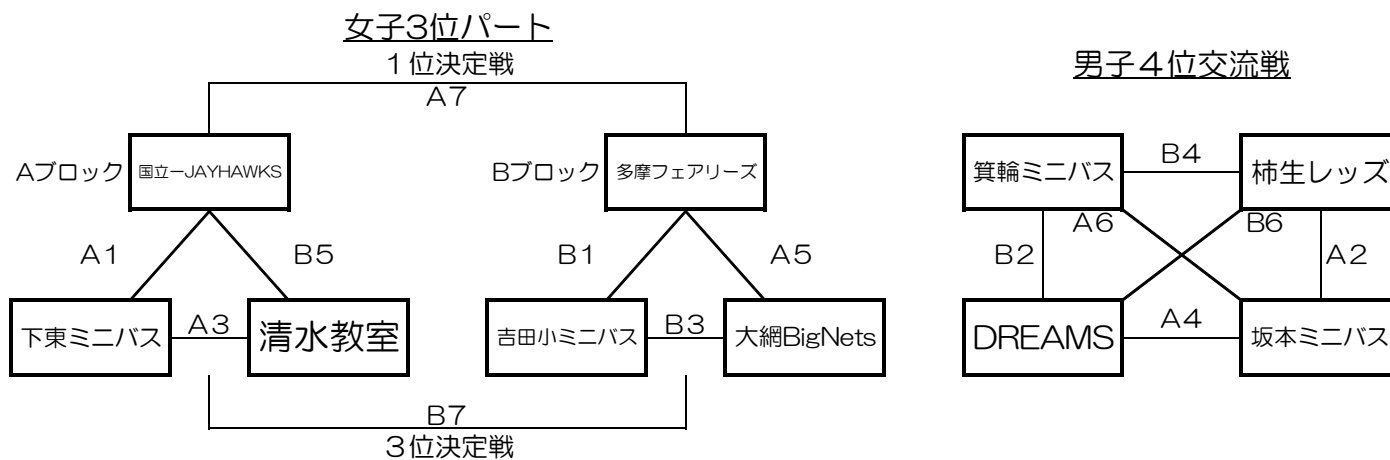 女子3位パート
１位決定戦
A7
Aブロック
国立ーJAYHAWKS
Bブロック
多摩フェアリーズ
A1
B5
B1
A5
下東ミニバス
A3
清水教室
吉田小ミニバス
B3
大網BigNets
B7
３位決定戦
男子４位交流戦
箕輪ミニバス
B4
柿生レッズ
A6
B6
B2
A2
DREAMS
A4
坂本ミニバス